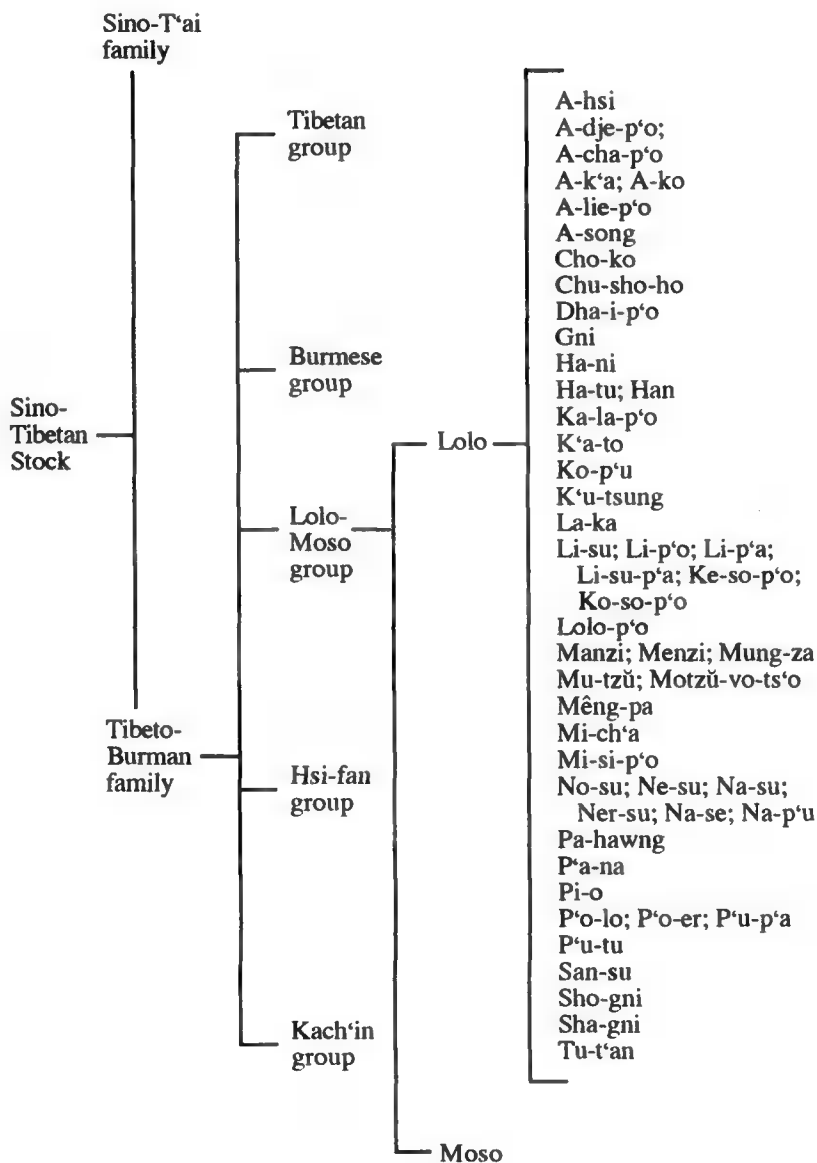 Sino-T‘ai
family
Sino-
Tibetan
Stock
Tibeto-
Burman
family
Tibetan
group
Burmese
group
Lolo-
Moso
group
Hsi-fan
group
Kach‘in
group
Lolo
Moso
A-hsi
A-dje-p‘o;
A-cha-p‘o
A-k‘a; A-ko
A-lie-p‘o
A-song
Cho-ko
Chu-sho-ho
Dha-i-p‘o
Gni
Ha-ni
Ha-tu; Han
Ka-la-p‘o
K‘a-to
Ko-p‘u
K‘u-tsung
La-ka
Li-su; Li-p‘o; Li-p‘a;
Li-su-p‘a; Ke-so-p‘o;
Ko-so-p‘o
Lolo-p‘o
Manzi; Menzi; Mung-za
Mu-tzŭ; Motzŭ-vo-ts‘o
Mêng-pa
Mi-ch‘a
Mi-si-p‘o
No-su; Ne-su; Na-su;
Ner-su; Na-se; Na-p‘u
Pa-hawng
P‘a-na
Pi-o
P‘o-lo; P‘o-er; P‘u-p‘a
P‘u-tu
San-su
Sho-gni
Sha-gni
Tu-t‘an